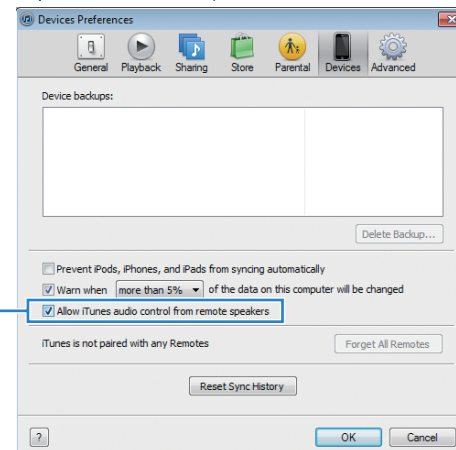 Devices Preferences
General Playback Sharing Store Parental Devices Advanced
Device backups:
Delete Backup...
Prevent iPods, iPhones, and iPads from syncing automatically
Warn when more than 5% of the data on this computer will be changed
Allow iTunes audio control from remote speakers
iTunes is not paired with any Remotes Forget All Remotes
Reset Sync History
? OK Cancel